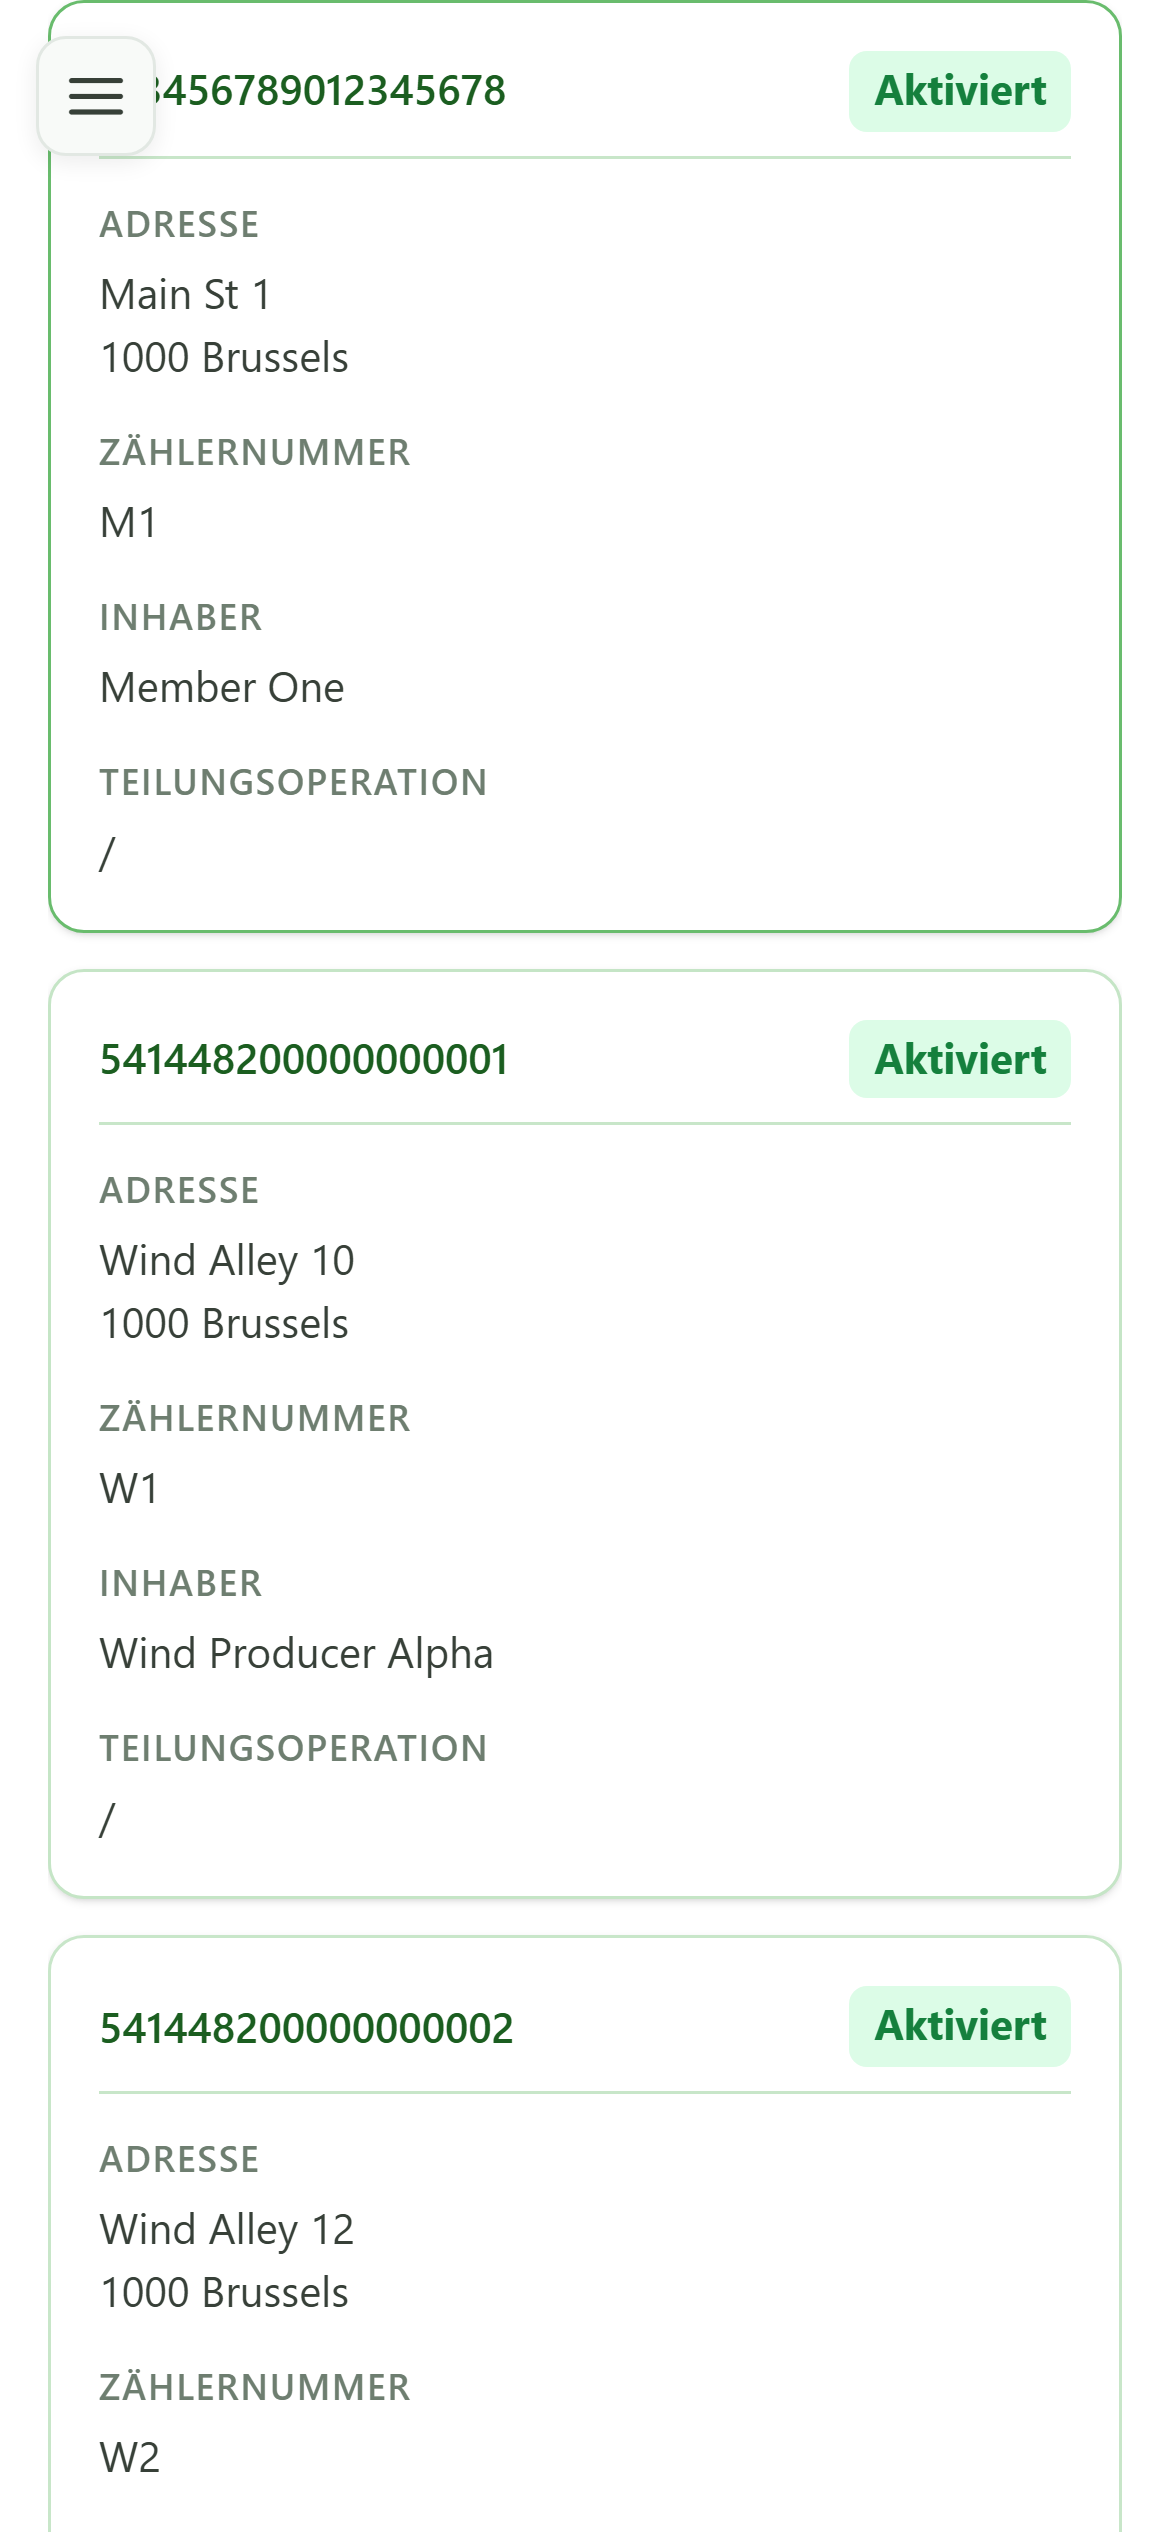 3456789012345678
Aktiviert
ADRESSE
Main St 1
1000 Brussels
ZÄHLERNUMMER
M1
INHABER
Member One
TEILUNGSOPERATION
/
541448200000000001
Aktiviert
ADRESSE
Wind Alley 10
1000 Brussels
ZÄHLERNUMMER
W1
INHABER
Wind Producer Alpha
TEILUNGSOPERATION
/
541448200000000002
Aktiviert
ADRESSE
Wind Alley 12
1000 Brussels
ZÄHLERNUMMER
W2